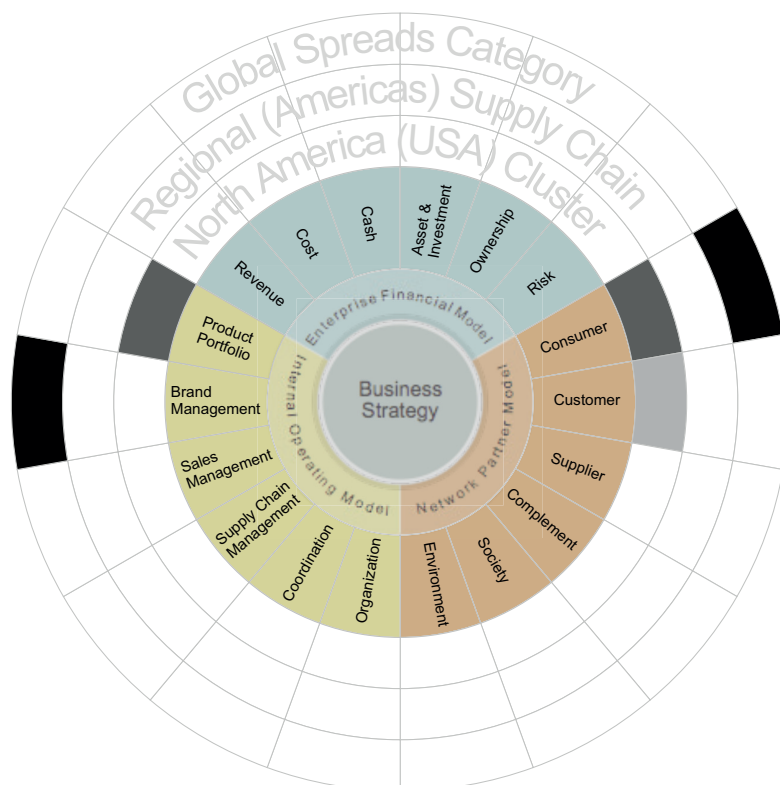 Global Spreads Category
Regional (Americas) Supply Chain
North America (USA) Cluster
Revenue
Cost
Cash
Asset &
Investment
Ownership
Risk
Enterprise Financial Model
Product
Portfolio
Brand
Management
Sales
Management
Supply Chain
Management
Coordination
Organization
Internal Operating Model
Business
Strategy
Network Partner Model
Consumer
Customer
Supplier
Complement
Society
Environment